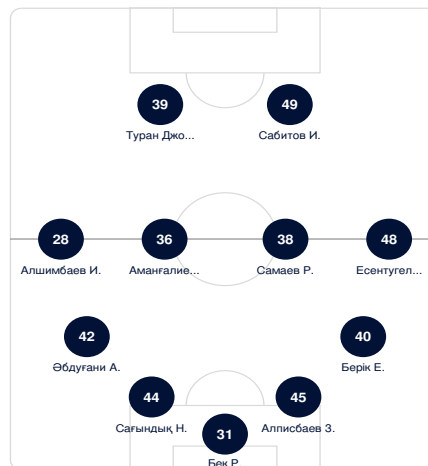 39
49
Туран Джо...
Сабитов И.
28
36
38
48
Алшимбаев И.
Аманғалие...
Самаев Р.
Есентугел...
42
40
Әбдуғани А.
Берік Е.
44
45
Сағындық Н.
Алписбаев З.
31
Бек Р.